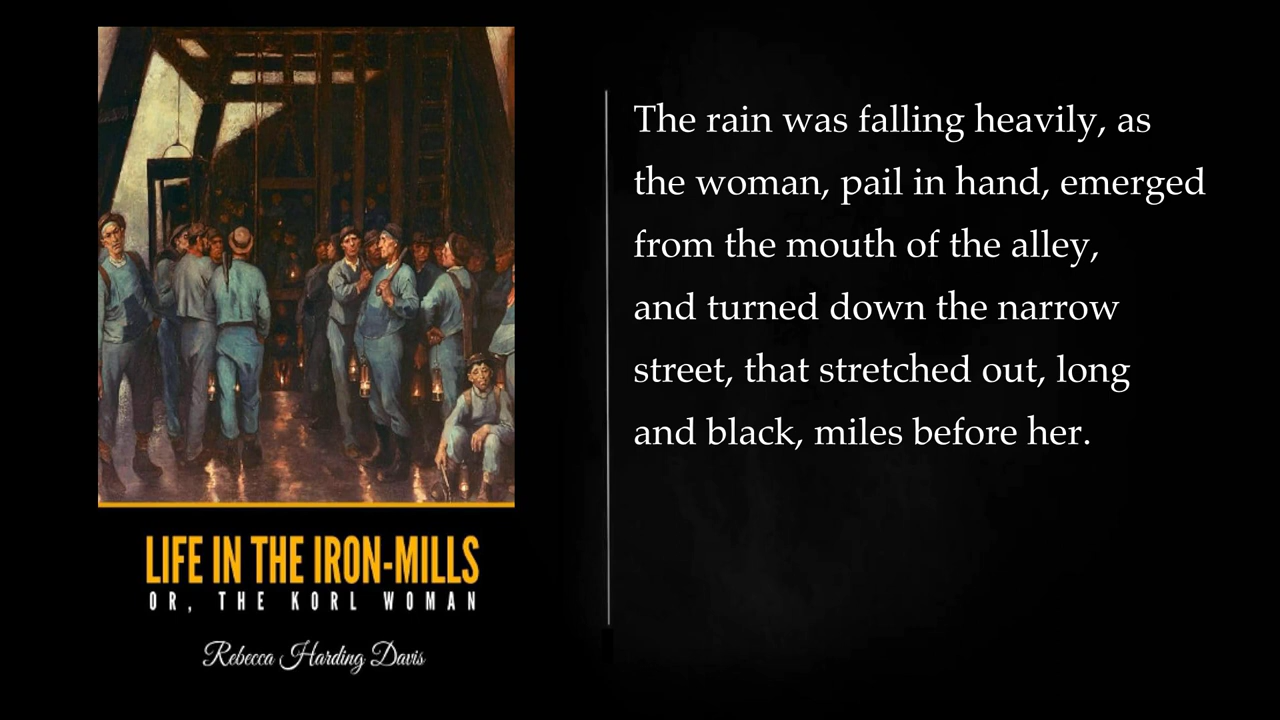 LIFE IN THE IRON-MILLS
OR, THE KORL WOMAN
Rebecca Harding Davis
The rain was falling heavily, as
the woman, pail in hand, emerged
from the mouth of the alley,
and turned down the narrow
street, that stretched out, long
and black, miles before her.